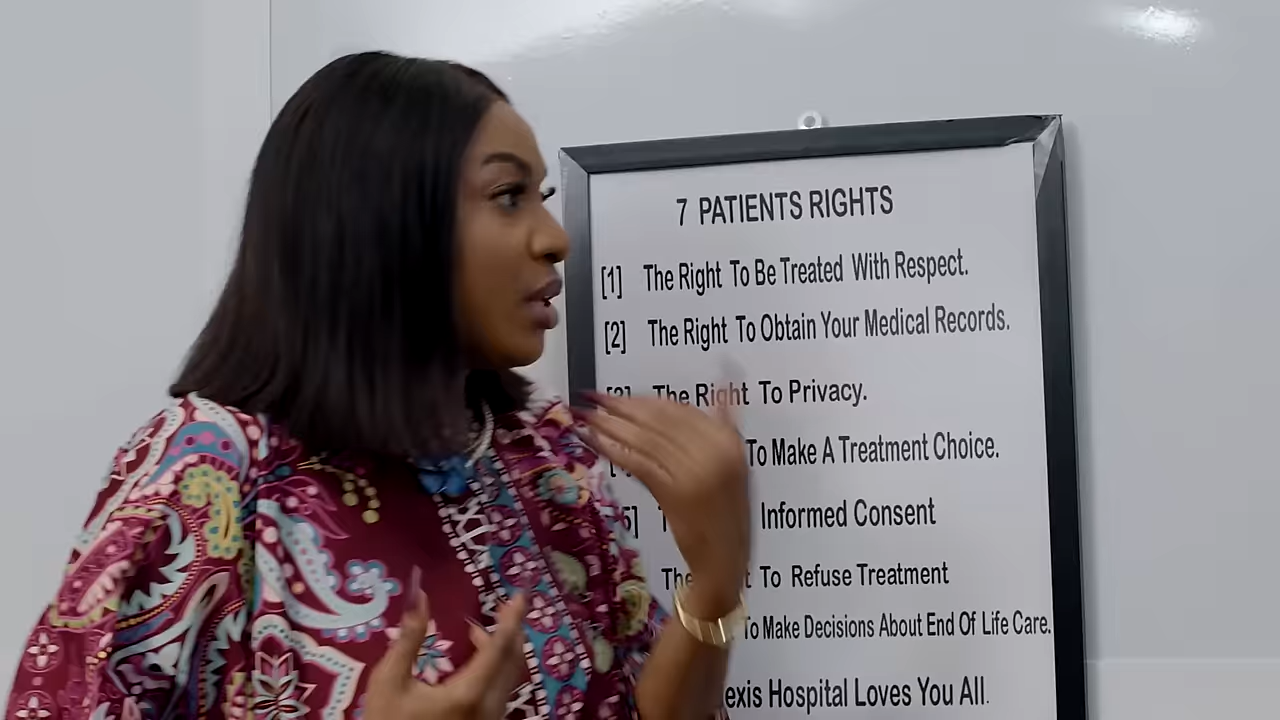 7 PATIENTS RIGHTS
[1] The Right To Be Treated With Respect.
[2] The Right To Obtain Your Medical Records.
[3] The Right To Privacy.
To Make A Treatment Choice.
Informed Consent
The To Refuse Treatment
To Make Decisions About End Of Life Care.
Hospital Loves You All.